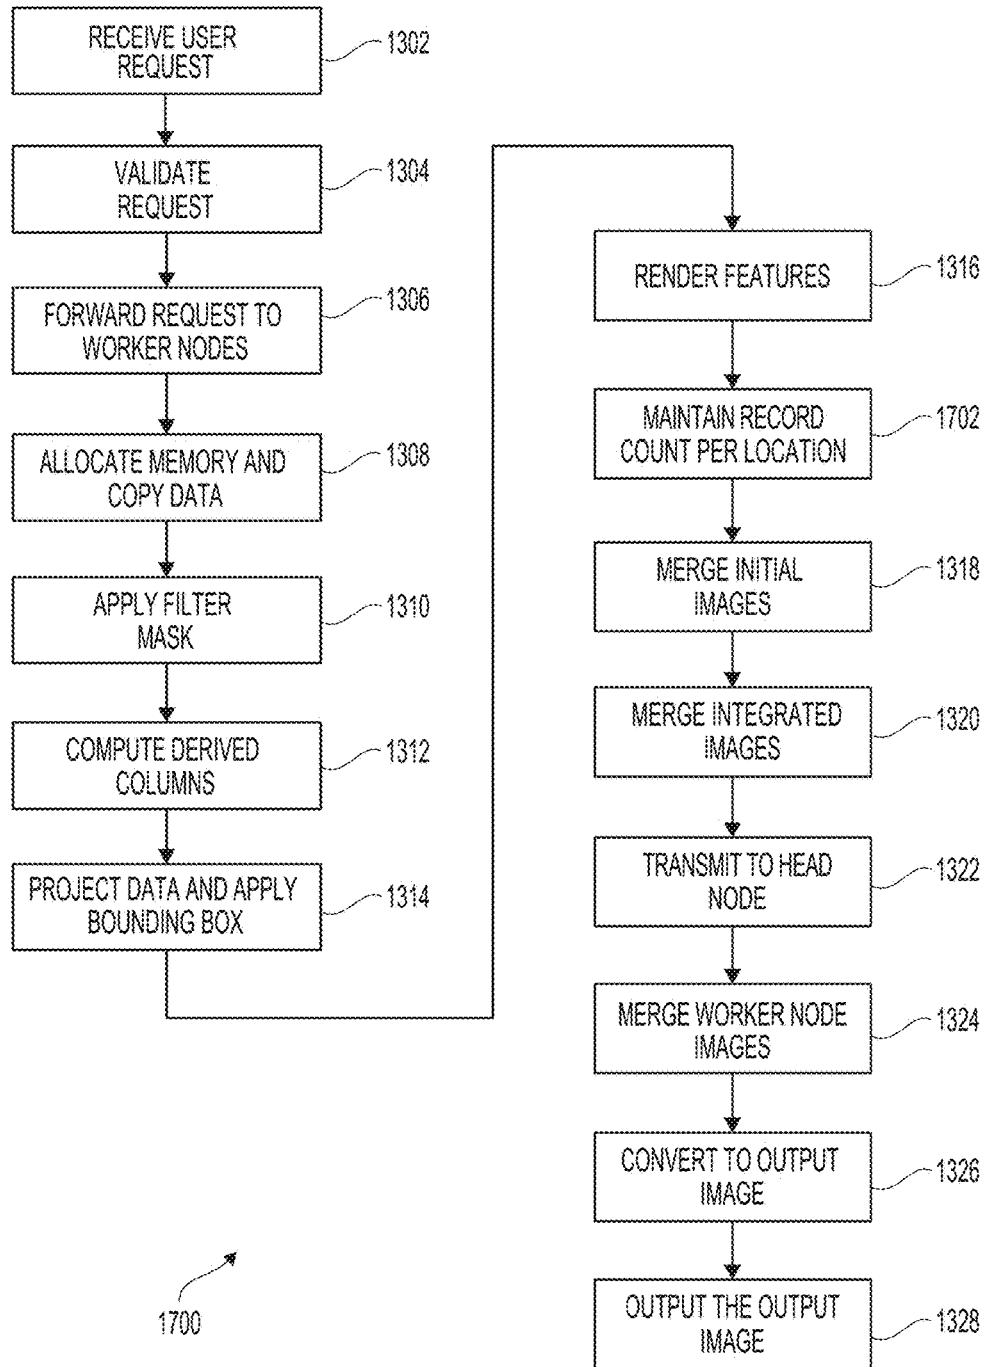 RECEIVE USER
REQUEST
1302
VALIDATE
REQUEST
1304
FORWARD REQUEST TO
WORKER NODES
1306
ALLOCATE MEMORY AND
COPY DATA
1308
APPLY FILTER
MASK
1310
COMPUTE DERIVED
COLUMNS
1312
PROJECT DATA AND APPLY
BOUNDING BOX
1314
RENDER FEATURES
1316
MAINTAIN RECORD
COUNT PER LOCATION
1702
MERGE INITIAL
IMAGES
1318
MERGE INTEGRATED
IMAGES
1320
TRANSMIT TO HEAD
NODE
1322
MERGE WORKER NODE
IMAGES
1324
CONVERT TO OUTPUT
IMAGE
1326
OUTPUT THE OUTPUT
IMAGE
1328
1700